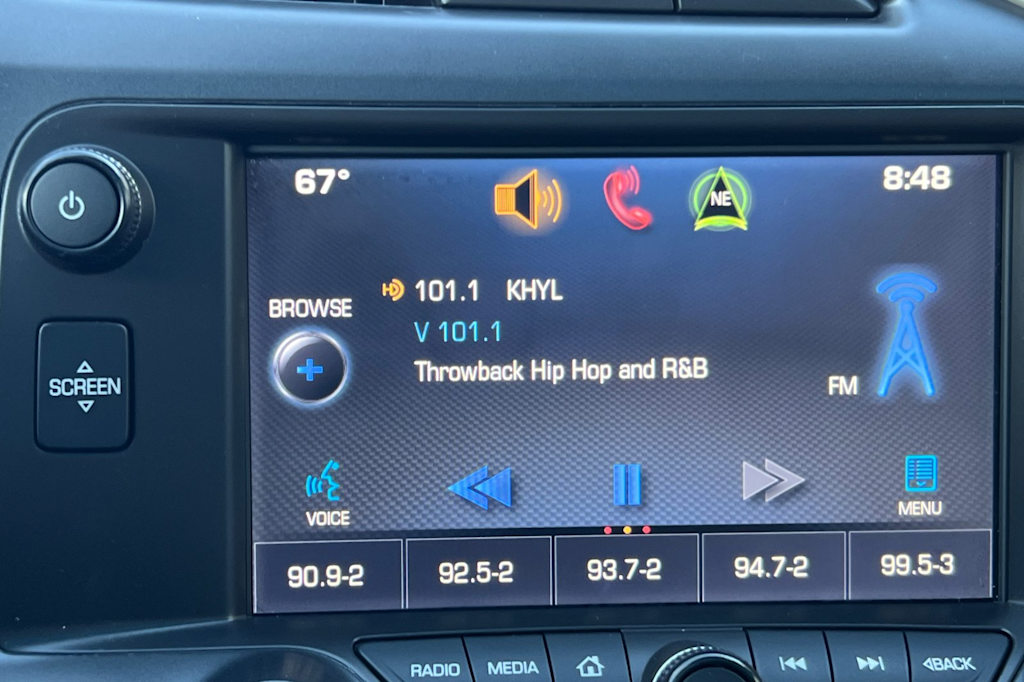 67°
NE
8:48
HD 101.1 KHYL
BROWSE
V 101.1
Throwback Hip Hop and R&B
FM
SCREEN
VOICE
MENU
90.9-2
92.5-2
93.7-2
94.7-2
99.5-3
RADIO
MEDIA
BACK